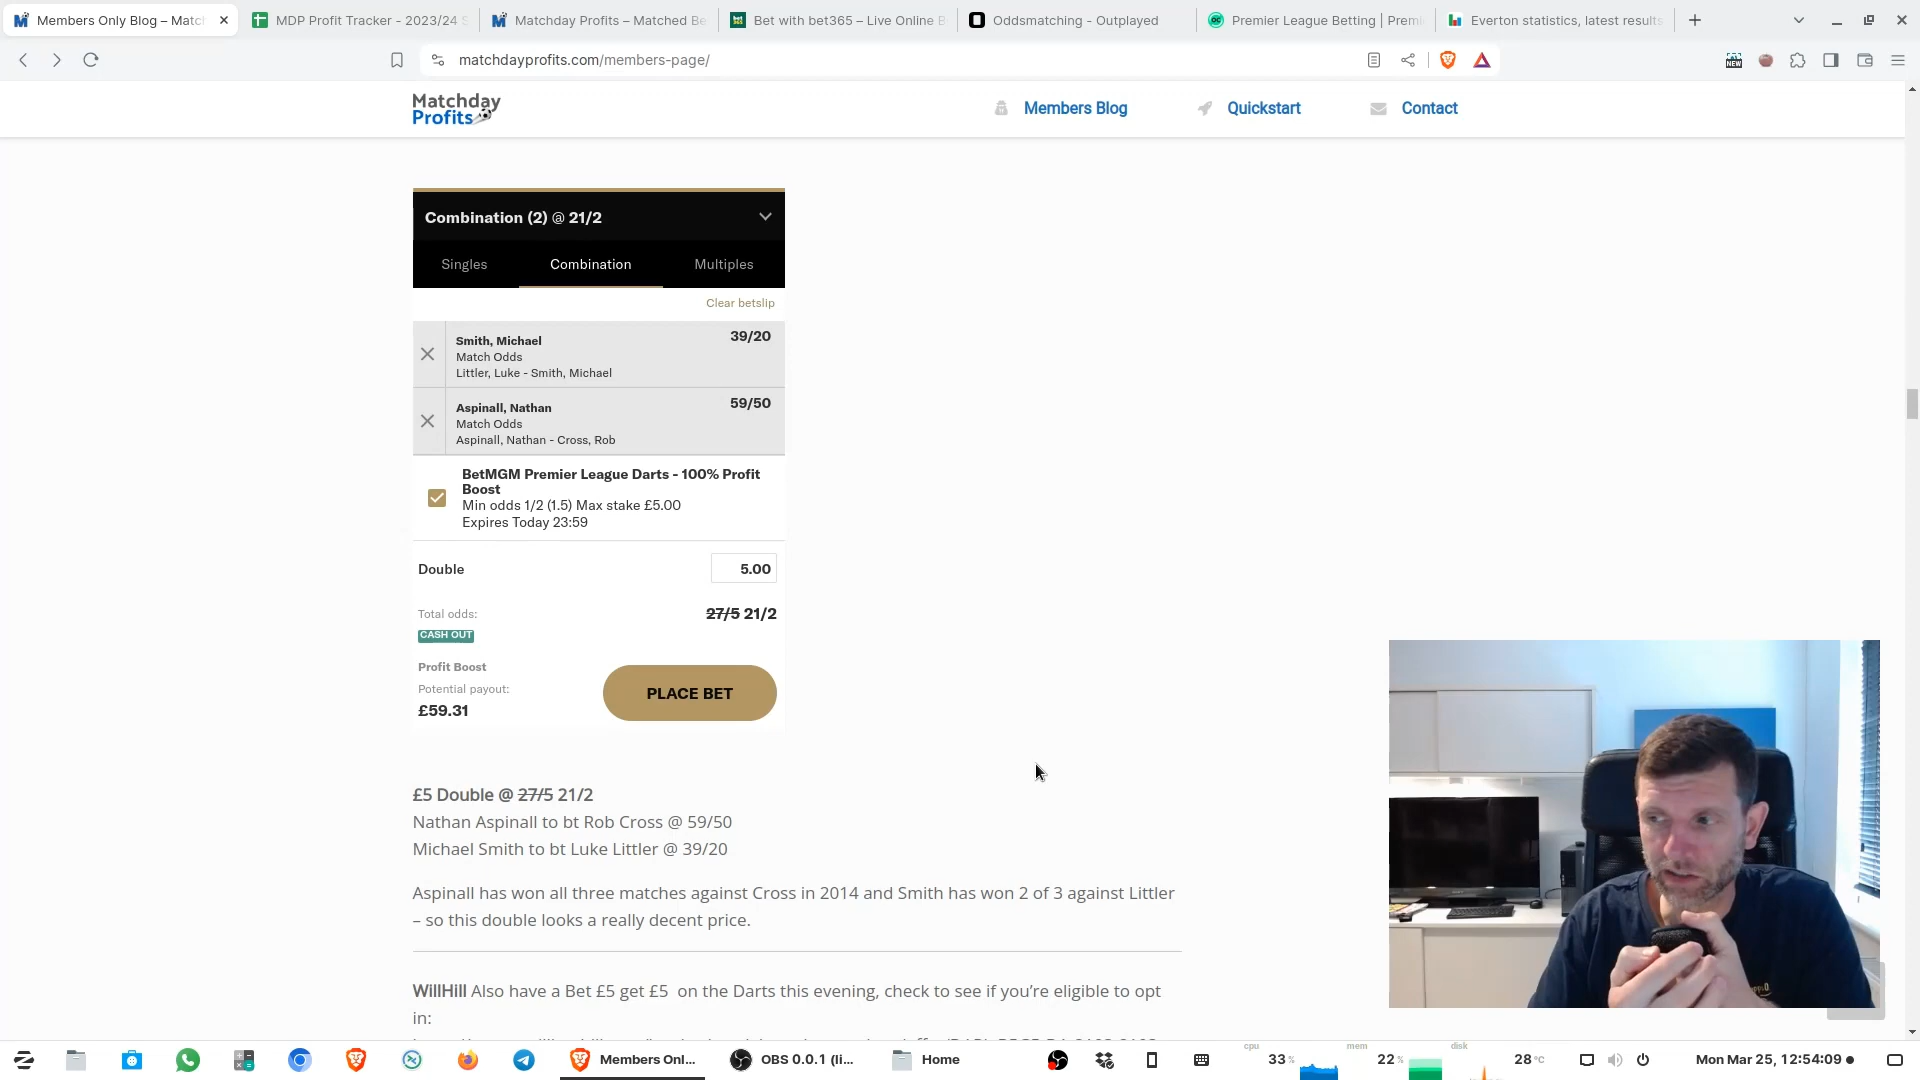 Members Only Blog – Match
MDP Profit Tracker - 2023/24 S
Matchday Profits – Matched Be
Bet with bet365 – Live Online B
Oddsmatching - Outplayed
Premier League Betting | Premi
Everton statistics, latest results
matchdayprofits.com/members-page/
Matchday
Profits
Members Blog
Quickstart
Contact
Combination (2) @ 21/2
Singles
Combination
Multiples
Clear betslip
Smith, Michael
39/20
Match Odds
Littler, Luke - Smith, Michael
Aspinall, Nathan
59/50
Match Odds
Aspinall, Nathan - Cross, Rob
BetMGM Premier League Darts - 100% Profit
Boost
Min odds 1/2 (1.5) Max stake £5.00
Expires Today 23:59
Double
5.00
Total odds:
27/5 21/2
CASH OUT
Profit Boost
Potential payout:
£59.31
PLACE BET
£5 Double @ 27/5 21/2
Nathan Aspinall to bt Rob Cross @ 59/50
Michael Smith to bt Luke Littler @ 39/20
Aspinall has won all three matches against Cross in 2014 and Smith has won 2 of 3 against Littler
– so this double looks a really decent price.
WillHill Also have a Bet £5 get £5 on the Darts this evening, check to see if you're eligible to opt
in:
Members Onl...
OBS 0.0.1 (li...
Home
cpu
33 %
mem
22 %
disk
28 °C
Mon Mar 25, 12:54:09